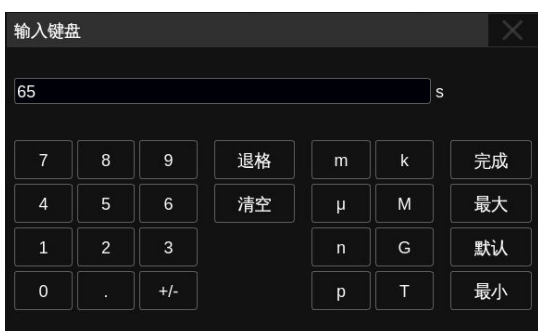 输入键盘
65 s
7 8 9 退格 m k 完成
4 5 6 清空 μ M 最大
1 2 3 n G 默认
0 . +/- p T 最小